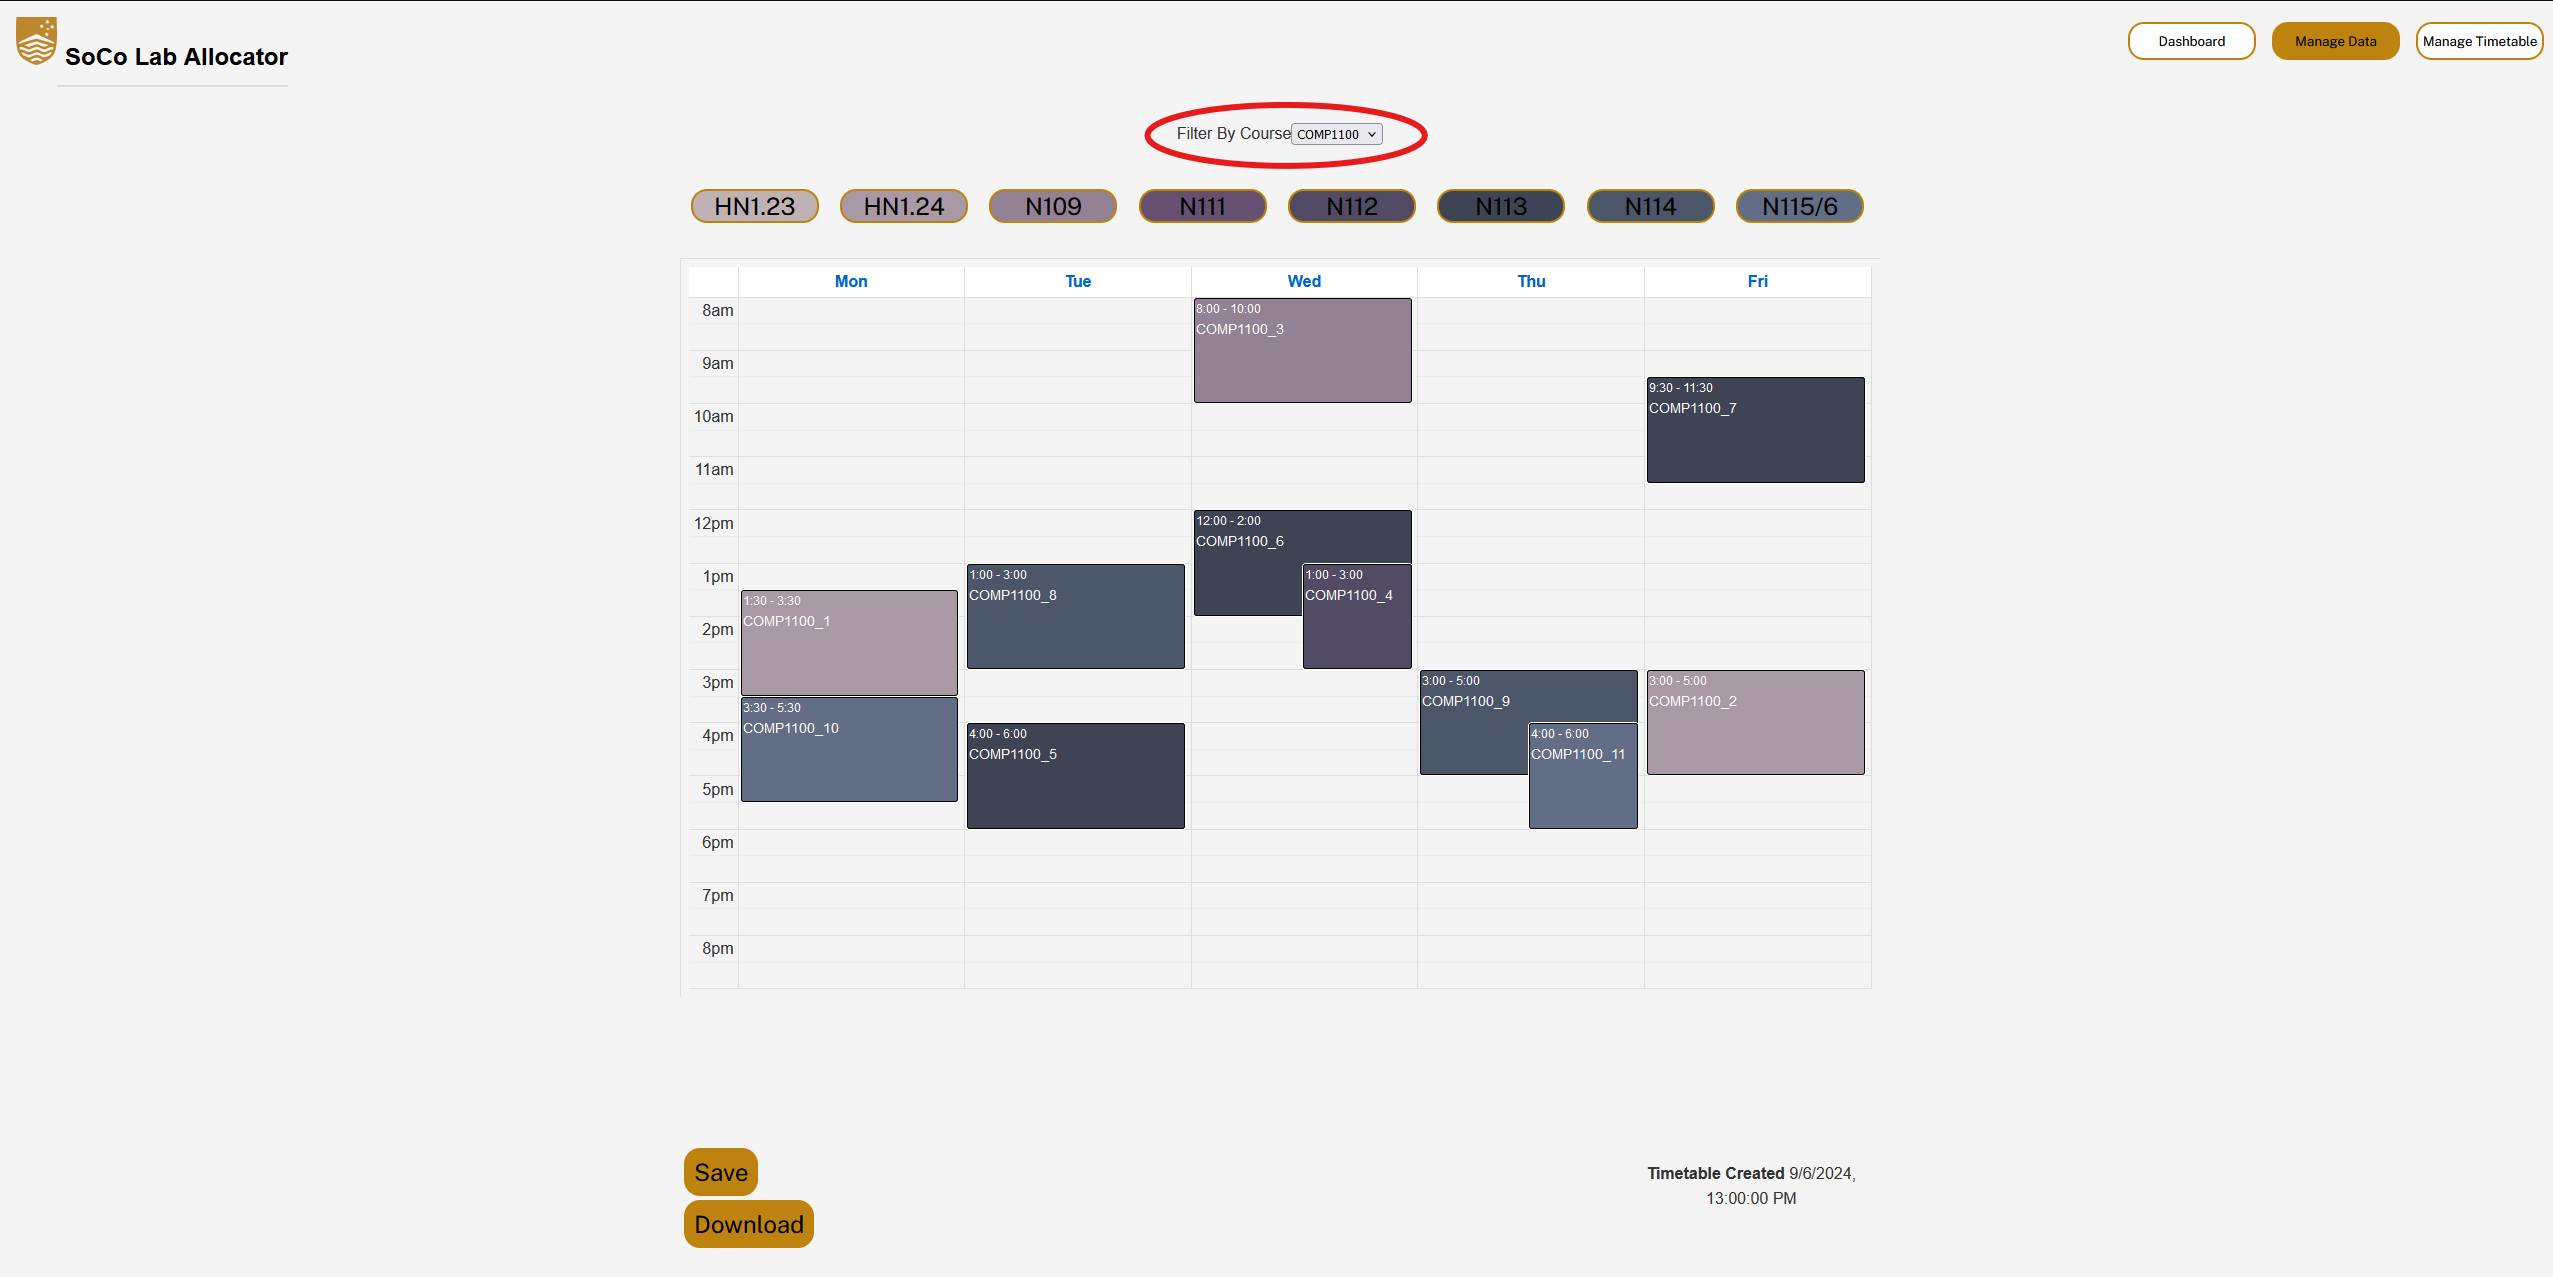 SoCo Lab Allocator
Dashboard
Manage Data
Manage Timetable
Filter By Course COMP1100
HN1.23
HN1.24
N109
N111
N112
N113
N114
N115/6
Mon
Tue
Wed
Thu
Fri
8am
8:00 - 10:00
COMP1100_3
9am
9:30 - 11:30
COMP1100_7
10am
11am
12pm
12:00 - 2:00
COMP1100_6
1pm
1:00 - 3:00
COMP1100_8
1:00 - 3:00
COMP1100_4
1:30 - 3:30
COMP1100_1
2pm
3pm
3:00 - 5:00
COMP1100_9
3:00 - 5:00
COMP1100_2
3:30 - 5:30
COMP1100_10
4pm
4:00 - 6:00
COMP1100_5
4:00 - 6:00
COMP1100_11
5pm
6pm
7pm
8pm
Save
Download
Timetable Created 9/6/2024,
13:00:00 PM